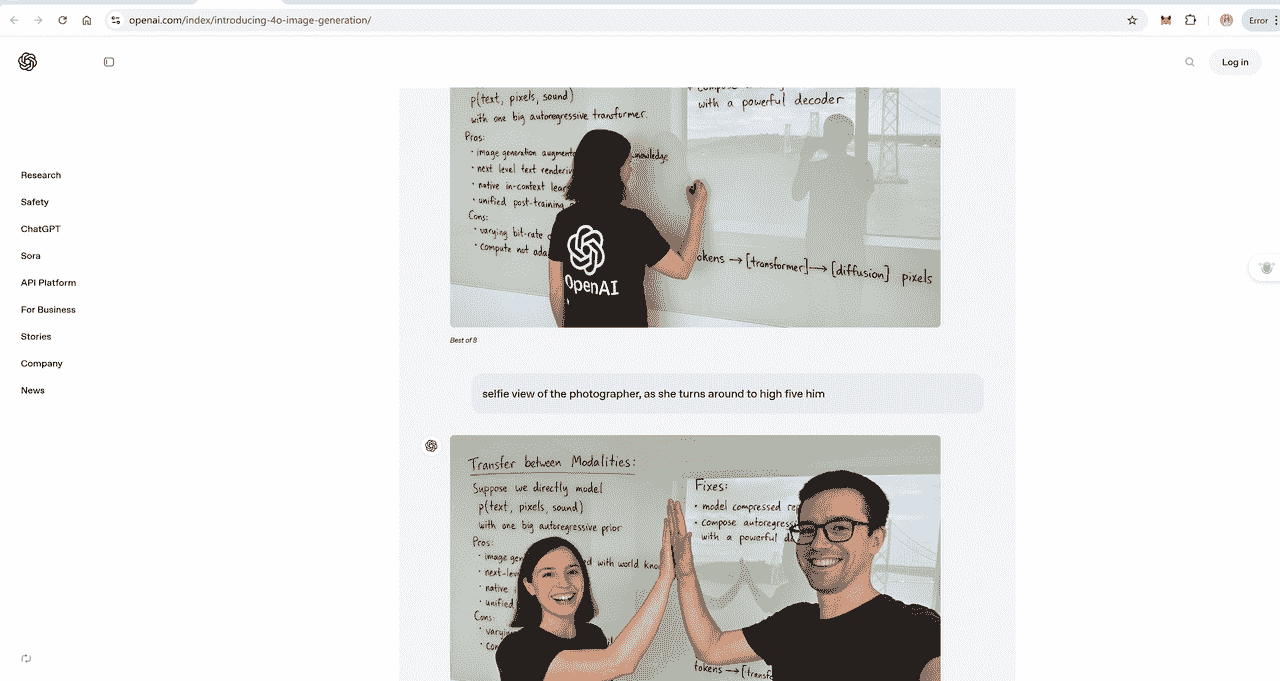 openai.com/index/introducing-4o-image-generation/
Error
Log in
Research
Safety
ChatGPT
Sora
API Platform
For Business
Stories
Company
News
p(text, pixels, sound)
with one big autoregressive transformer.
Pros:
• image generation augmente knowledge
• next level text renderin
• native in-context lear
• unified post-training
Cons:
• varying bit-rate
• compute not ada
with a powerful decoder
OpenAI
okens → [transformer] → [diffusion] pixels
Best of 8
selfie view of the photographer, as she turns around to high five him
Transfer between Modalities:
Suppose we directly model
p(text, pixels, sound)
with one big autoregressive prior
Pros:
• image gen d with world kno
• next-leve
• native
• unified
Cons:
• varyin
• con
Fixes:
• model compressed re
• compose autoregress
with a powerful d
tokens → [transf